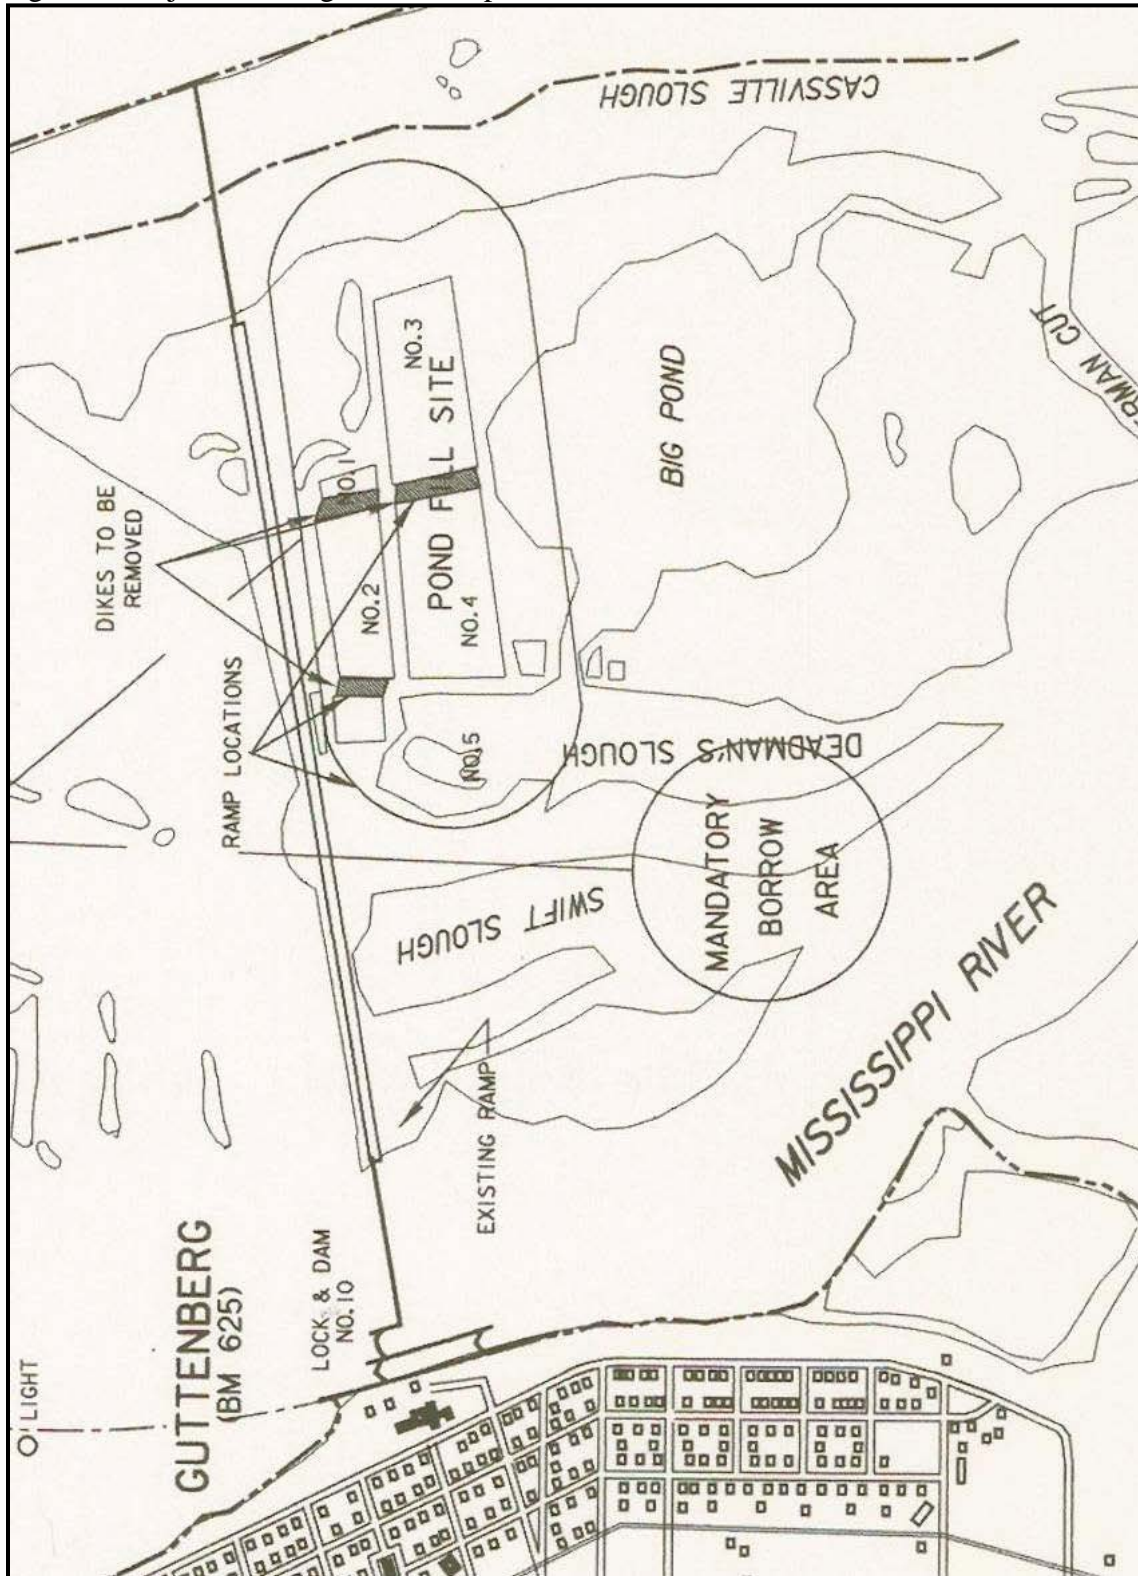 CASSVILLE SLOUGH
NO.3
NO.1
POND FILL SITE
BIG POND
CUT
DIKES TO BE
REMOVED
NO.2
NO.4
RAMP LOCATIONS
NO.5
DEADMAN'S SLOUGH
MANDATORY
BORROW
AREA
SWIFT SLOUGH
EXISTING RAMP
MISSISSIPPI RIVER
GUTTENBERG
(BM 625)
LOCK & DAM
NO.10
LIGHT